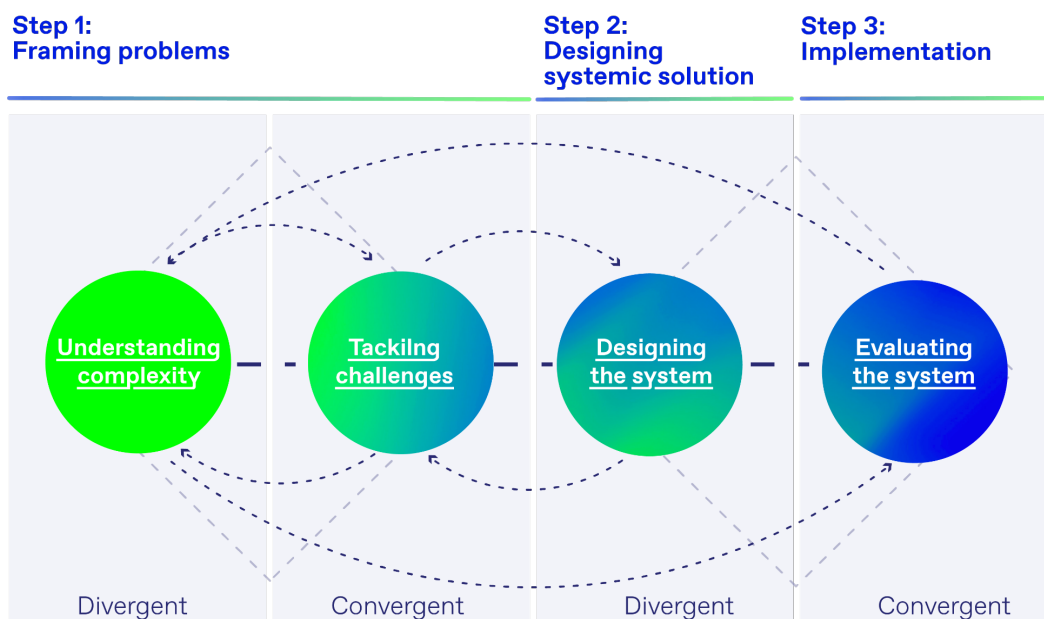 Step 1:
Framing problems
Step 2:
Designing
systemic solution
Step 3:
Implementation
Understanding
complexity
Tackilng
challenges
Designing
the system
Evaluating
the system
Divergent
Convergent
Divergent
Convergent